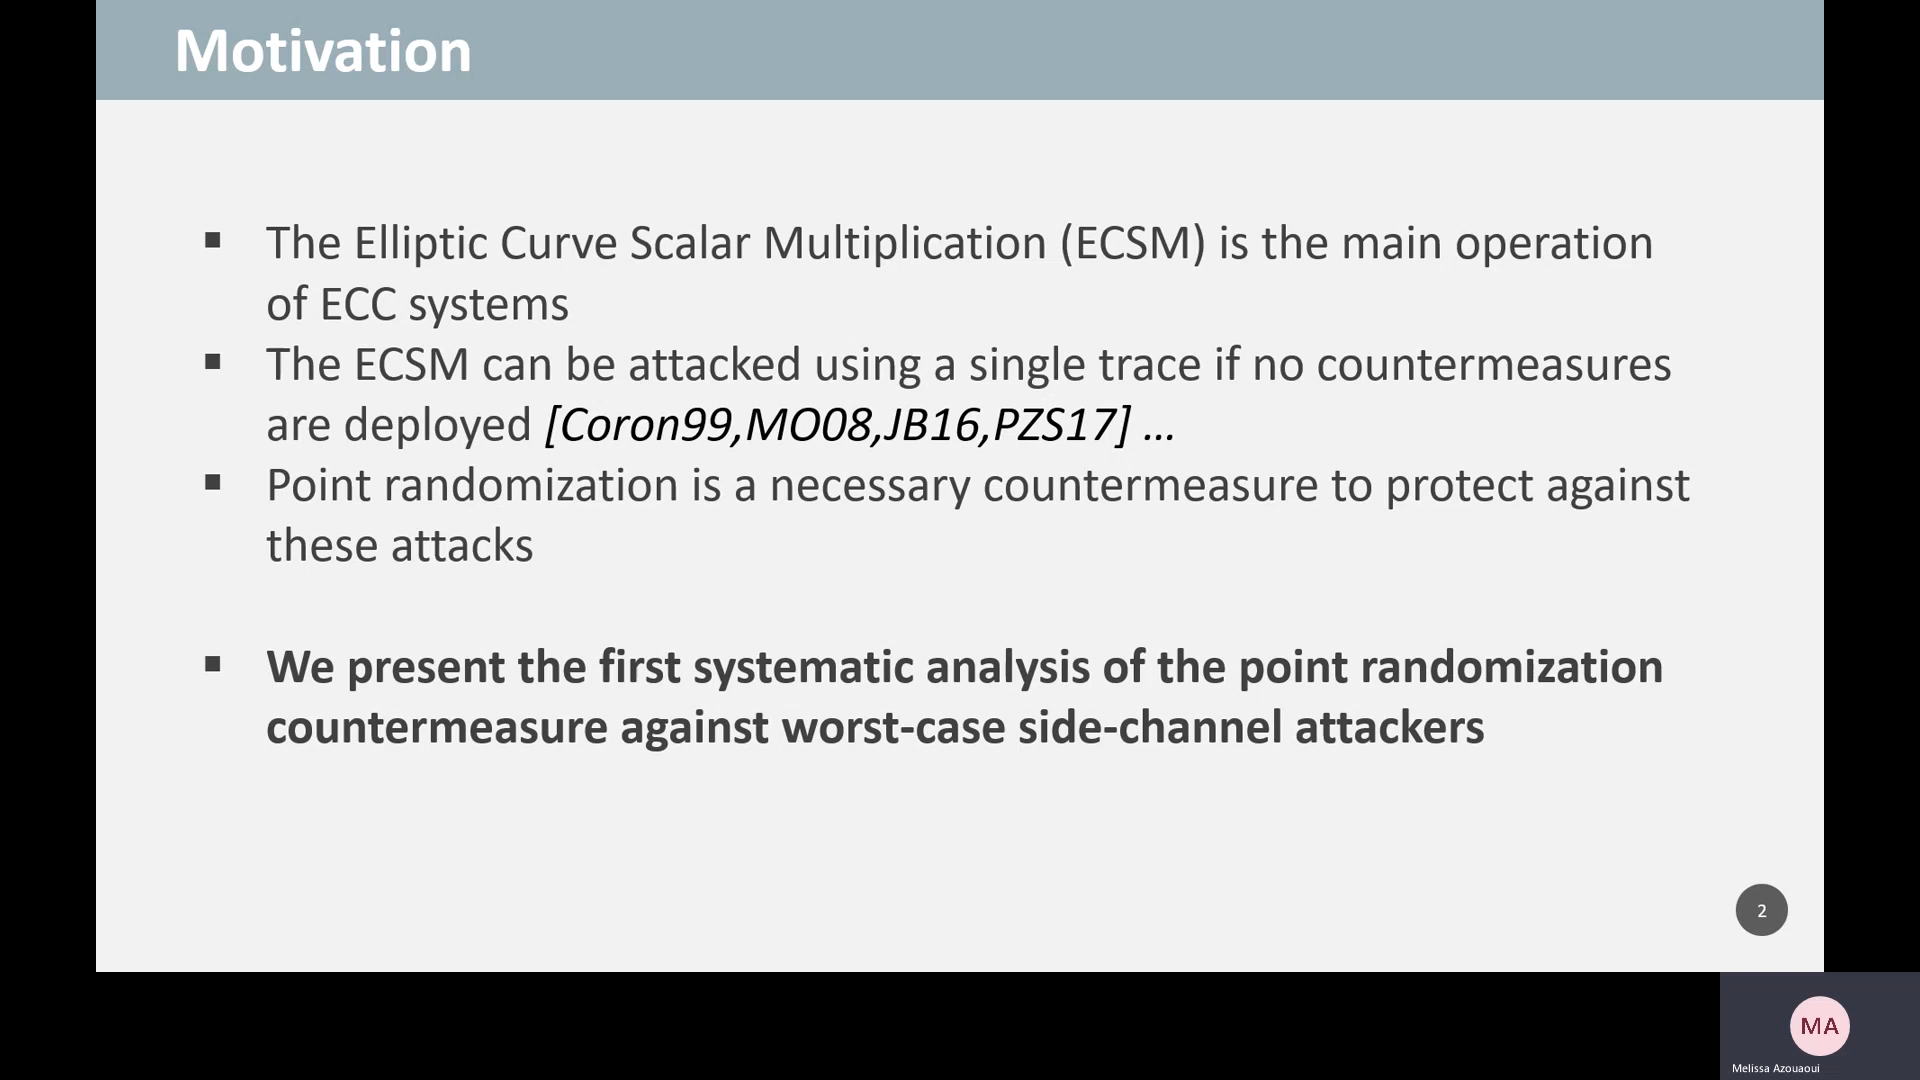 Motivation
▪ The Elliptic Curve Scalar Multiplication (ECSM) is the main operation
of ECC systems
▪ The ECSM can be attacked using a single trace if no countermeasures
are deployed [Coron99,MO08,JB16,PZS17] ...
▪ Point randomization is a necessary countermeasure to protect against
these attacks
▪ We present the first systematic analysis of the point randomization
countermeasure against worst-case side-channel attackers
2
MA
Melissa Azouaoui